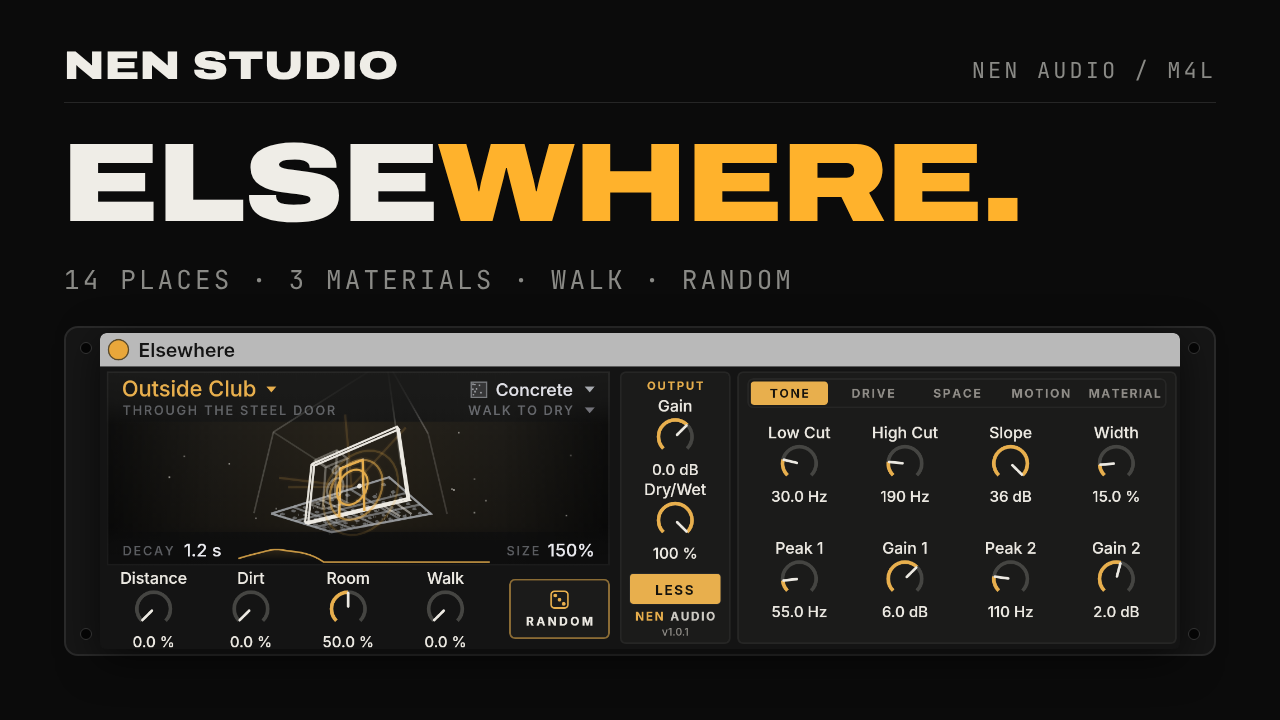 NEN STUDIO
NEN AUDIO / M4L
ELSEWHERE.
14 PLACES · 3 MATERIALS · WALK · RANDOM
Elsewhere
Outside Club
Concrete
THROUGH THE STEEL DOOR
WALK TO DRY
DECAY 1.2 s
SIZE 150%
Distance Dirt Room Walk
0.0 % 0.0 % 50.0 % 0.0 %
RANDOM
OUTPUT
Gain
0.0 dB
Dry/Wet
100 %
LESS
NEN AUDIO
v1.0.1
TONE DRIVE SPACE MOTION MATERIAL
Low Cut High Cut Slope Width
30.0 Hz 190 Hz 36 dB 15.0 %
Peak 1 Gain 1 Peak 2 Gain 2
55.0 Hz 6.0 dB 110 Hz 2.0 dB